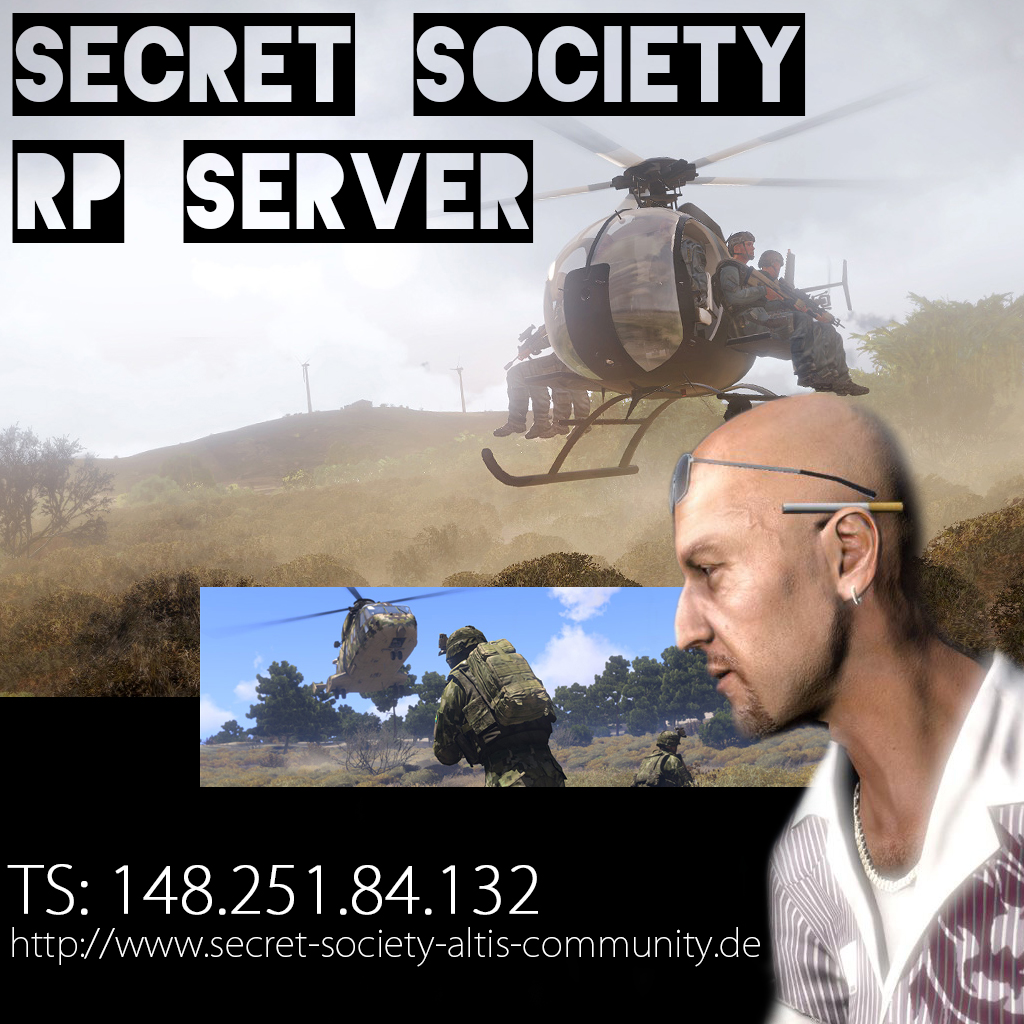 SECRET SOCIETY
RP SERVER
TS: 148.251.84.132
http://www.secret-society-altis-community.de